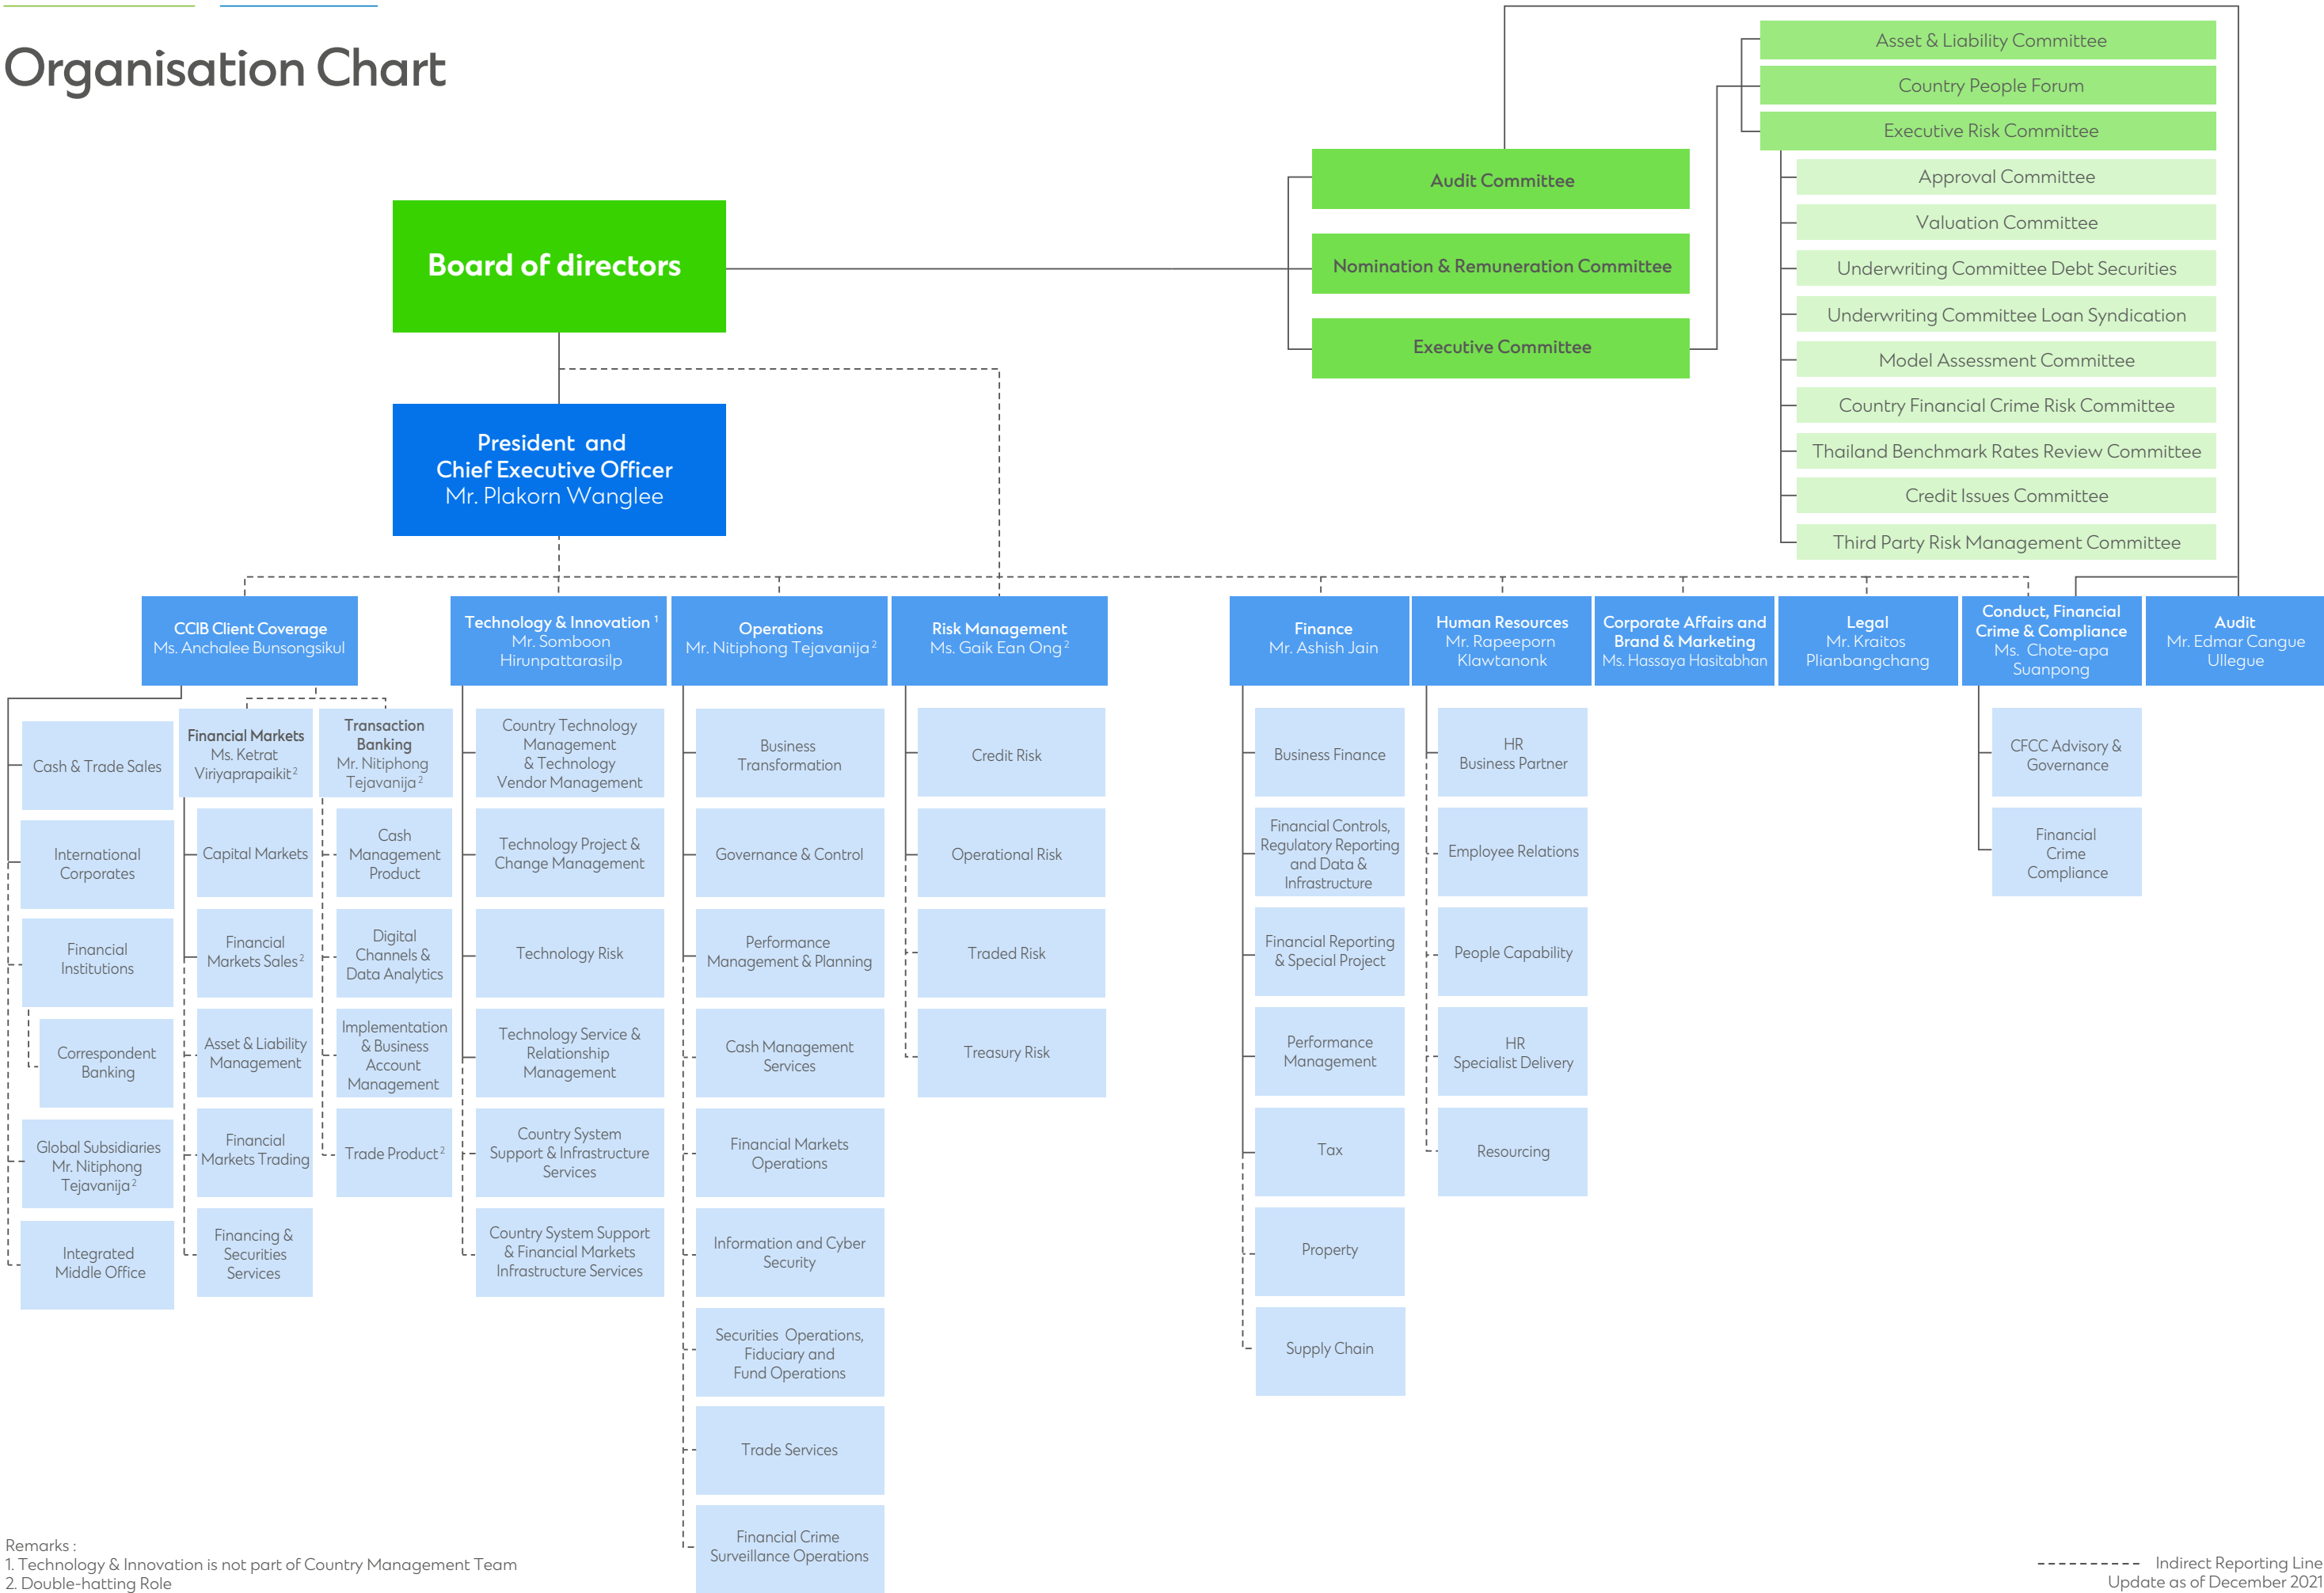 Organisation Chart
Asset & Liability Committee
Country People Forum
Executive Risk Committee
Approval Committee
Valuation Committee
Underwriting Committee Debt Securities
Underwriting Committee Loan Syndication
Model Assessment Committee
Country Financial Crime Risk Committee
Thailand Benchmark Rates Review Committee
Credit Issues Committee
Third Party Risk Management Committee
Audit Committee
Nomination & Remuneration Committee
Executive Committee
Board of directors
President and
Chief Executive Officer
Mr. Plakorn Wanglee
CCIB Client Coverage
Ms. Anchalee Bunsongsikul
Technology & Innovation 1
Mr. Somboon
Hirunpattarasilp
Operations
Mr. Nitiphong Tejavanija 2
Risk Management
Ms. Gaik Ean Ong 2
Finance
Mr. Ashish Jain
Human Resources
Mr. Rapeeporn
Klawtanonk
Corporate Affairs and
Brand & Marketing
Ms. Hassaya Hasitabhan
Legal
Mr. Kraitos
Plianbangchang
Conduct, Financial
Crime & Compliance
Ms. Chote-apa
Suanpong
Audit
Mr. Edmar Cangue
Ullegue
Cash & Trade Sales
International
Corporates
Financial
Institutions
Correspondent
Banking
Global Subsidiaries
Mr. Nitiphong
Tejavanija 2
Integrated
Middle Office
Financial Markets
Ms. Ketrat
Viriyaprapaikit 2
Capital Markets
Financial
Markets Sales 2
Asset & Liability
Management
Financial
Markets Trading
Financing &
Securities
Services
Transaction
Banking
Mr. Nitiphong
Tejavanija 2
Cash
Management
Product
Digital
Channels &
Data Analytics
Implementation
& Business
Account
Management
Trade Product 2
Country Technology
Management
& Technology
Vendor Management
Technology Project &
Change Management
Technology Risk
Technology Service &
Relationship
Management
Country System
Support & Infrastructure
Services
Country System Support
& Financial Markets
Infrastructure Services
Business
Transformation
Governance & Control
Performance
Management & Planning
Cash Management
Services
Financial Markets
Operations
Information and Cyber
Security
Securities Operations,
Fiduciary and
Fund Operations
Trade Services
Financial Crime
Surveillance Operations
Credit Risk
Operational Risk
Traded Risk
Treasury Risk
Business Finance
Financial Controls,
Regulatory Reporting
and Data &
Infrastructure
Financial Reporting
& Special Project
Performance
Management
Tax
Property
Supply Chain
HR
Business Partner
Employee Relations
People Capability
HR
Specialist Delivery
Resourcing
CFCC Advisory &
Governance
Financial
Crime
Compliance
Remarks :
1. Technology & Innovation is not part of Country Management Team
2. Double-hatting Role
Indirect Reporting Line
Update as of December 2021